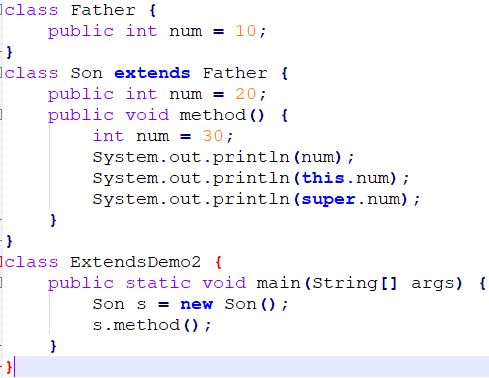 class Father {
    public int num = 10;
}
class Son extends Father {
    public int num = 20;
    public void method() {
        int num = 30;
        System.out.println(num);
        System.out.println(this.num);
        System.out.println(super.num);
    }
}
class ExtendsDemo2 {
    public static void main(String[] args) {
        Son s = new Son();
        s.method();
    }
}